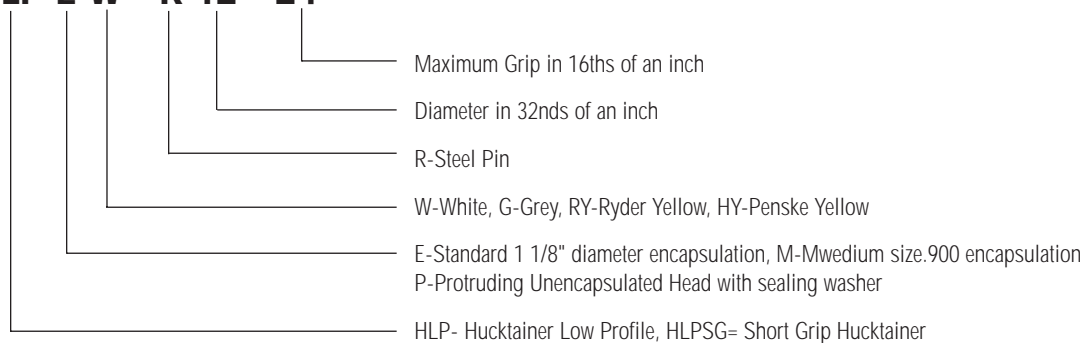 Maximum Grip in 16ths of an inch
Diameter in 32nds of an inch
R-Steel Pin
W-White, G-Grey, RY-Ryder Yellow, HY-Penske Yellow
E-Standard 1 1/8" diameter encapsulation, M-Mwedium size.900 encapsulation
P-Protruding Unencapsulated Head with sealing washer
HLP- Hucktainer Low Profile, HLPSG= Short Grip Hucktainer